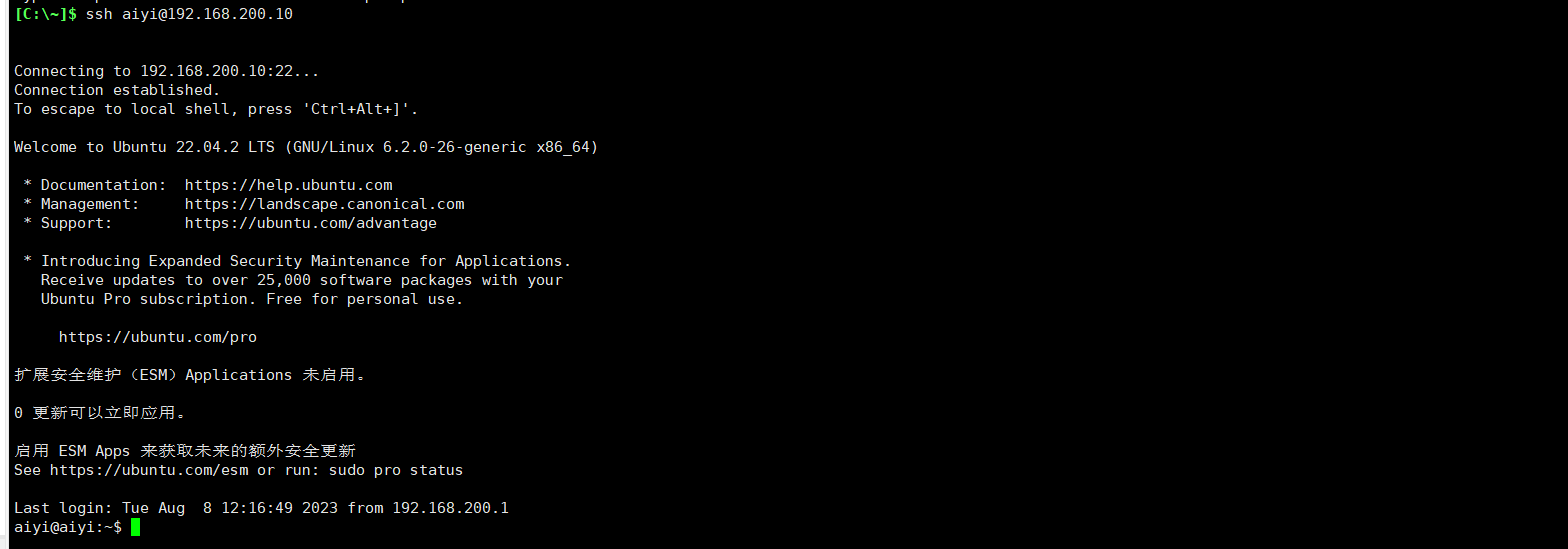 [C:\~]$ ssh aiyi@192.168.200.10
Connecting to 192.168.200.10:22...
Connection established.
To escape to local shell, press 'Ctrl+Alt+]'.
Welcome to Ubuntu 22.04.2 LTS (GNU/Linux 6.2.0-26-generic x86_64)
* Documentation:  https://help.ubuntu.com
* Management:     https://landscape.canonical.com
* Support:        https://ubuntu.com/advantage
* Introducing Expanded Security Maintenance for Applications.
Receive updates to over 25,000 software packages with your
Ubuntu Pro subscription. Free for personal use.
https://ubuntu.com/pro
扩展安全维护（ESM）Applications 未启用。
0 更新可以立即应用。
启用 ESM Apps 来获取未来的额外安全更新
See https://ubuntu.com/esm or run: sudo pro status
Last login: Tue Aug  8 12:16:49 2023 from 192.168.200.1
aiyi@aiyi:~$